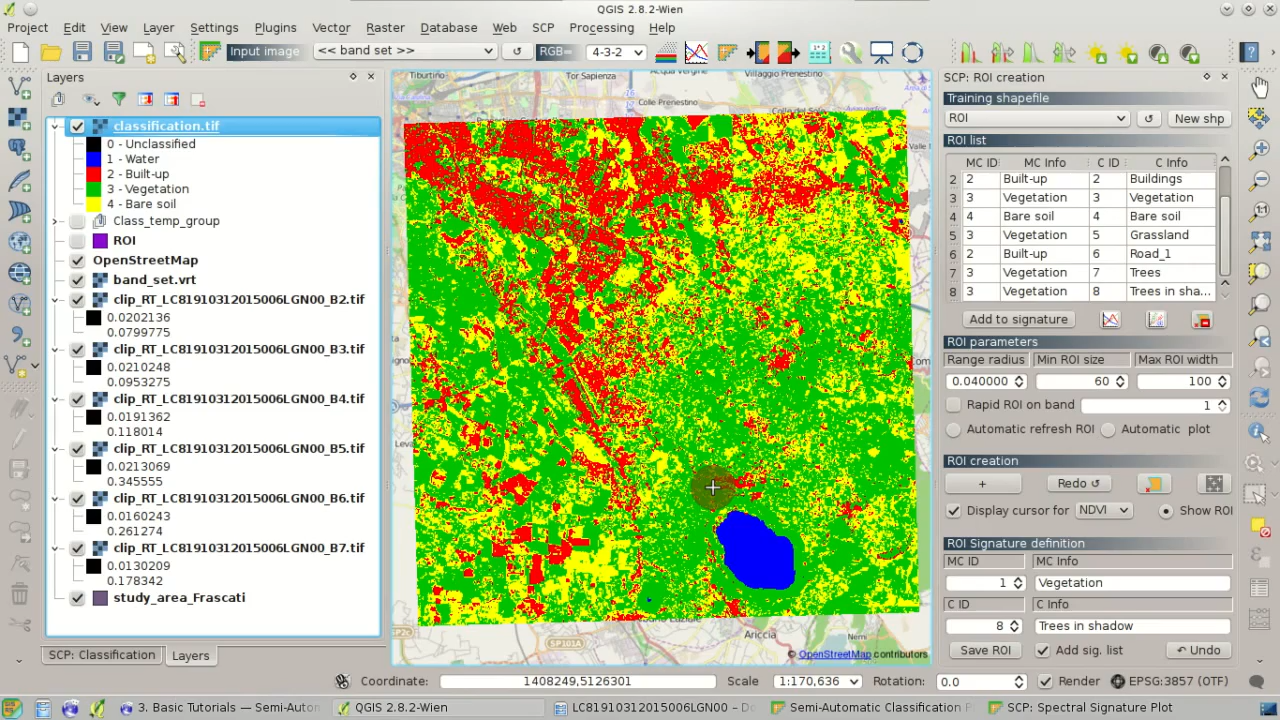 QGIS 2.8.2-Wien
Project Edit View Layer Settings Plugins Vector Raster Database Web SCP Processing Help
Input image << band set >> RGB= 4-3-2
Layers
classification.tif
0 - Unclassified
1 - Water
2 - Built-up
3 - Vegetation
4 - Bare soil
Class_temp_group
ROI
OpenStreetMap
band_set.vrt
clip_RT_LC81910312015006LGN00_B2.tif
0.0202136
0.0799775
clip_RT_LC81910312015006LGN00_B3.tif
0.0210248
0.0953275
clip_RT_LC81910312015006LGN00_B4.tif
0.0191362
0.118014
clip_RT_LC81910312015006LGN00_B5.tif
0.0213069
0.345555
clip_RT_LC81910312015006LGN00_B6.tif
0.0160243
0.261274
clip_RT_LC81910312015006LGN00_B7.tif
0.0130209
0.178342
study_area_Frascati
SCP: Classification Layers
Tiburtino Tor Sapienza Acqua Vergine Villaggio Prenestino
Colle Prenestino
SP101A
Ariccia Nemi
© OpenStreetMap contributors
SCP: ROI creation
Training shapefile
ROI New shp
ROI list
MC ID MC Info C ID C Info
2 2 Built-up 2 Buildings
3 3 Vegetation 3 Vegetation
4 4 Bare soil 4 Bare soil
5 3 Vegetation 5 Grassland
6 2 Built-up 6 Road_1
7 3 Vegetation 7 Trees
8 3 Vegetation 8 Trees in sha...
Add to signature
ROI parameters
Range radius Min ROI size Max ROI width
0.040000 60 100
Rapid ROI on band 1
Automatic refresh ROI Automatic plot
ROI creation
+ Redo ↺
Display cursor for NDVI Show ROI
ROI Signature definition
MC ID MC Info
1 Vegetation
C ID C Info
8 Trees in shadow
Save ROI Add sig. list Undo
Coordinate: 1408249,5126301 Scale 1:170,636 Rotation: 0.0 Render EPSG:3857 (OTF)
3. Basic Tutorials — Semi-Auton QGIS 2.8.2-Wien LC81910312015006LGN00 – Do Semi-Automatic Classification P SCP: Spectral Signature Plot